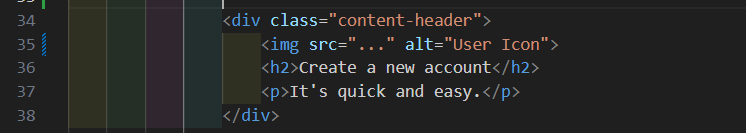 34 <div class="content-header">
35 <img src="..." alt="User Icon">
36 <h2>Create a new account</h2>
37 <p>It's quick and easy.</p>
38 </div>